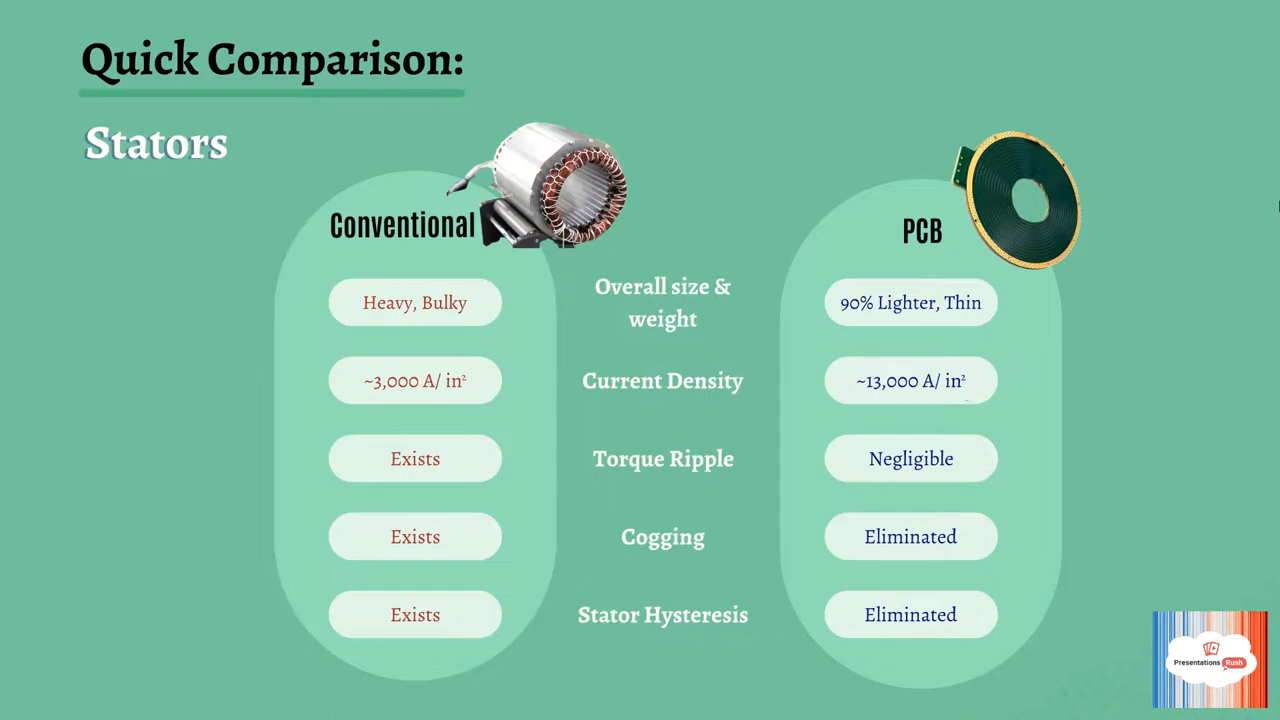 Quick Comparison:
Stators
Conventional
PCB
Heavy, Bulky
Overall size &
weight
90% Lighter, Thin
~3,000 A/ in²
Current Density
~13,000 A/ in²
Exists
Torque Ripple
Negligible
Exists
Cogging
Eliminated
Exists
Stator Hysteresis
Eliminated
Presentations Rush